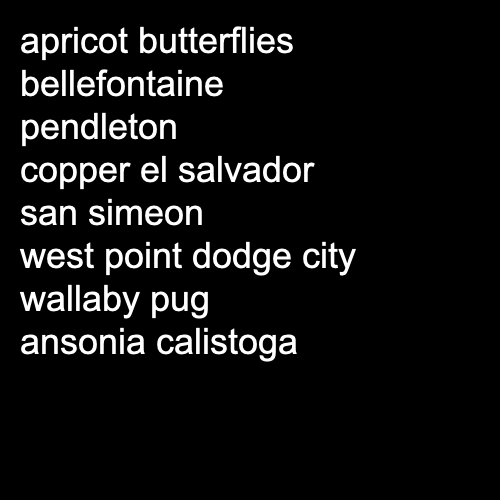 apricot butterflies
bellefontaine
pendleton
copper el salvador
san simeon
west point dodge city
wallaby pug
ansonia calistoga